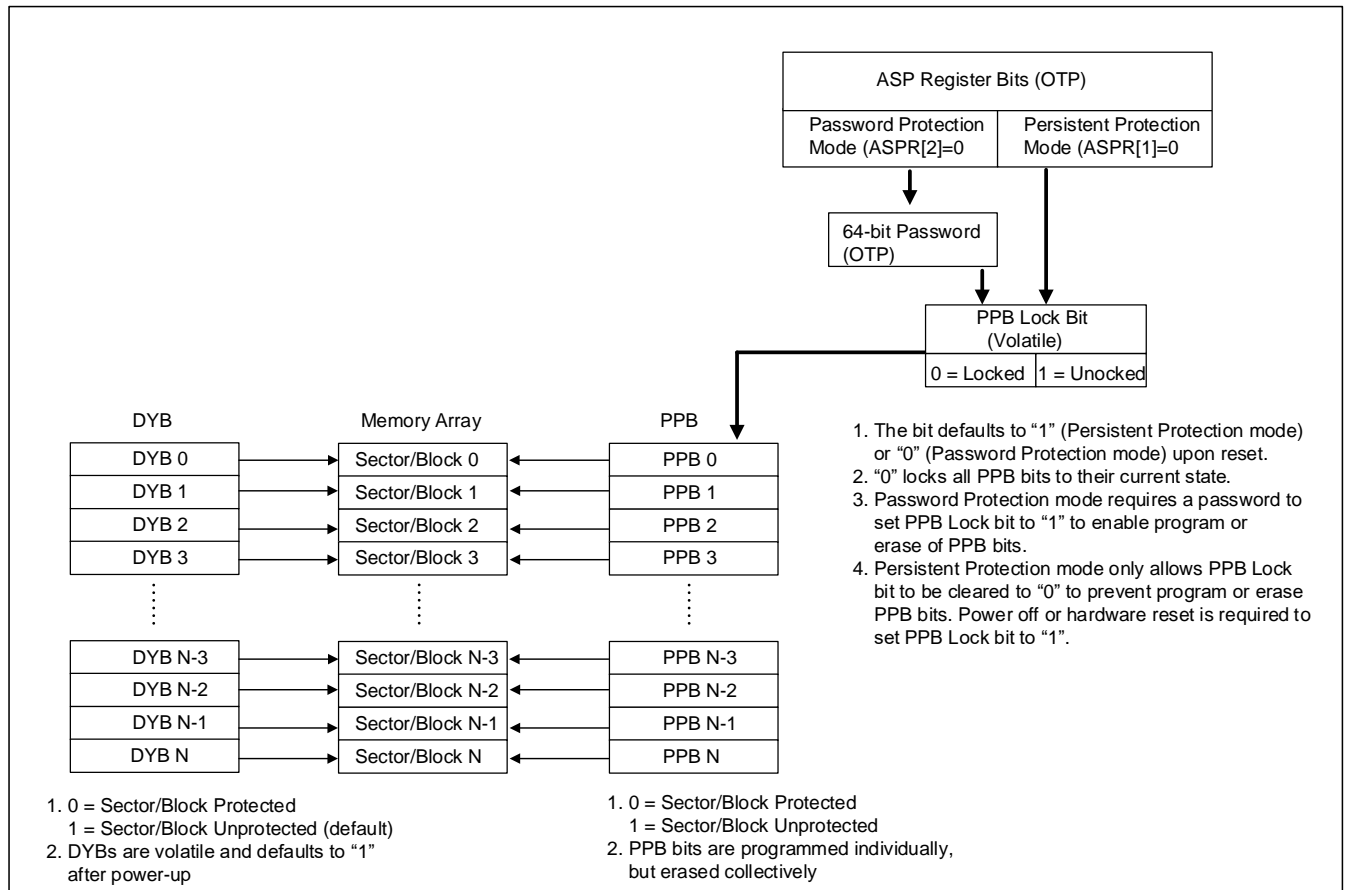 ASP Register Bits (OTP)
Password Protection
Mode (ASPR[2]=0
Persistent Protection
Mode (ASPR[1]=0
64-bit Password
(OTP)
PPB Lock Bit
(Volatile)
0 = Locked
1 = Unocked
DYB
Memory Array
PPB
DYB 0
Sector/Block 0
PPB 0
DYB 1
Sector/Block 1
PPB 1
DYB 2
Sector/Block 2
PPB 2
DYB 3
Sector/Block 3
PPB 3
DYB N-3
Sector/Block N-3
PPB N-3
DYB N-2
Sector/Block N-2
PPB N-2
DYB N-1
Sector/Block N-1
PPB N-1
DYB N
Sector/Block N
PPB N
1. The bit defaults to “1” (Persistent Protection mode)
or “0” (Password Protection mode) upon reset.
2. “0” locks all PPB bits to their current state.
3. Password Protection mode requires a password to
set PPB Lock bit to “1” to enable program or
erase of PPB bits.
4. Persistent Protection mode only allows PPB Lock
bit to be cleared to “0” to prevent program or erase
PPB bits. Power off or hardware reset is required to
set PPB Lock bit to “1”.
1. 0 = Sector/Block Protected
1 = Sector/Block Unprotected (default)
2. DYBs are volatile and defaults to “1”
after power-up
1. 0 = Sector/Block Protected
1 = Sector/Block Unprotected
2. PPB bits are programmed individually,
but erased collectively